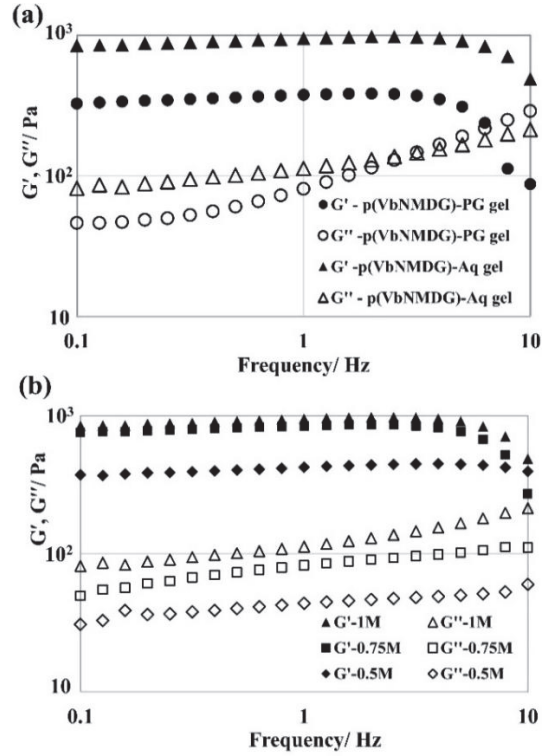 (a)
10³
10²
10
G', G''/ Pa
● G' - p(VbNMDG)-PG gel
○ G'' - p(VbNMDG)-PG gel
▲ G' -p(VbNMDG)-Aq gel
△ G'' - p(VbNMDG)-Aq gel
0.1 1 10
Frequency/ Hz
(b)
10³
10²
10
G', G''/ Pa
▲G'-1M △G''-1M
■G'-0.75M □G''-0.75M
◆G'-0.5M ◇G''-0.5M
0.1 1 10
Frequency/ Hz